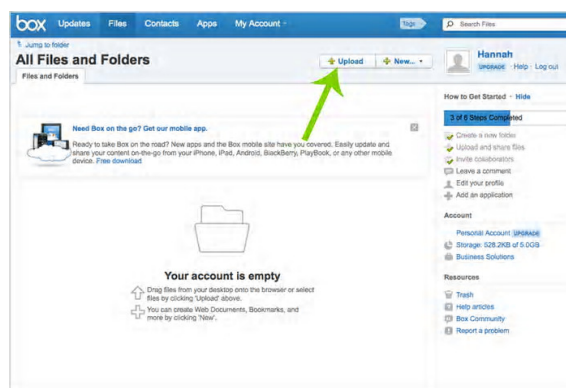 box Updates Files Contacts Apps My Account
Tags
Search Files
Jump to folder
All Files and Folders
Upload
New...
Hannah
UPGRADE · Help · Log out
Files and Folders
How to Get Started · Hide
3 of 6 Steps Completed
Create a new folder
Upload and share files
Invite collaborators
Leave a comment
Edit your profile
Add an application
Need Box on the go? Get our mobile app.
Ready to take Box on the road? New apps and the Box mobile site have you covered. Easily update and
share your content on-the-go from your iPhone, iPad, Android, BlackBerry, PlayBook, or any other mobile
device. Free download
Your account is empty
Drag files from your desktop onto the browser or select
files by clicking 'Upload' above.
You can create Web Documents, Bookmarks, and
more by clicking 'New'.
Account
Personal Account UPGRADE
Storage: 528.2KB of 5.0GB
Business Solutions
Resources
Trash
Help articles
Box Community
Report a problem